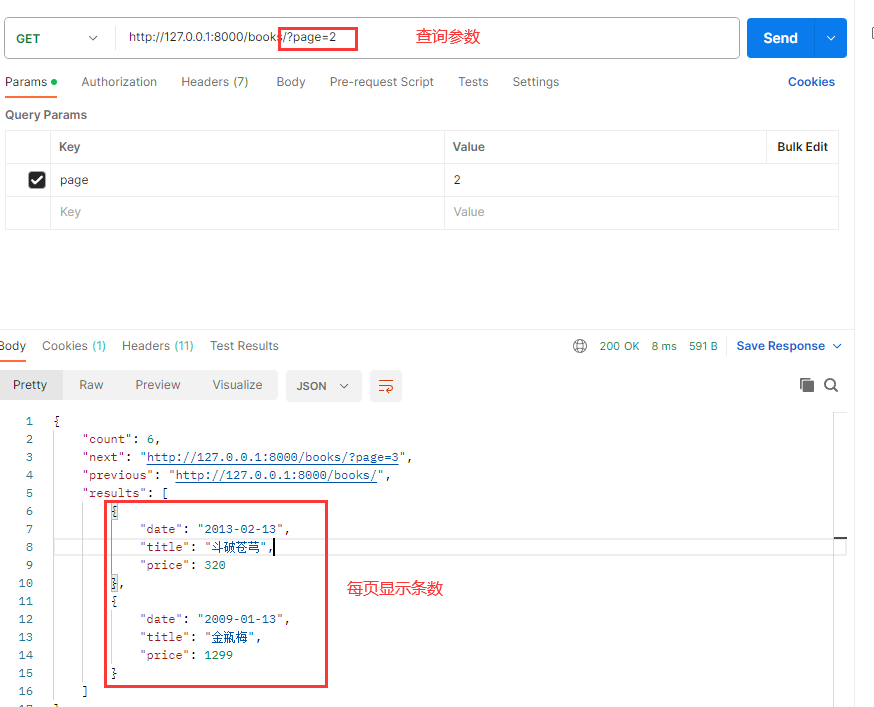 GET http://127.0.0.1:8000/books/?page=2 查询参数 Send
Params Authorization Headers (7) Body Pre-request Script Tests Settings Cookies
Query Params
Key Value Bulk Edit
page 2
Key Value
Body Cookies (1) Headers (11) Test Results 200 OK 8 ms 591 B Save Response
Pretty Raw Preview Visualize JSON
1 {
2 "count": 6,
3 "next": "http://127.0.0.1:8000/books/?page=3",
4 "previous": "http://127.0.0.1:8000/books/",
5 "results": [
6 {
7 "date": "2013-02-13",
8 "title": "斗破苍穹",
9 "price": 320
10 },
每页显示条数
11 {
12 "date": "2009-01-13",
13 "title": "金瓶梅",
14 "price": 1299
15 }
16 ]